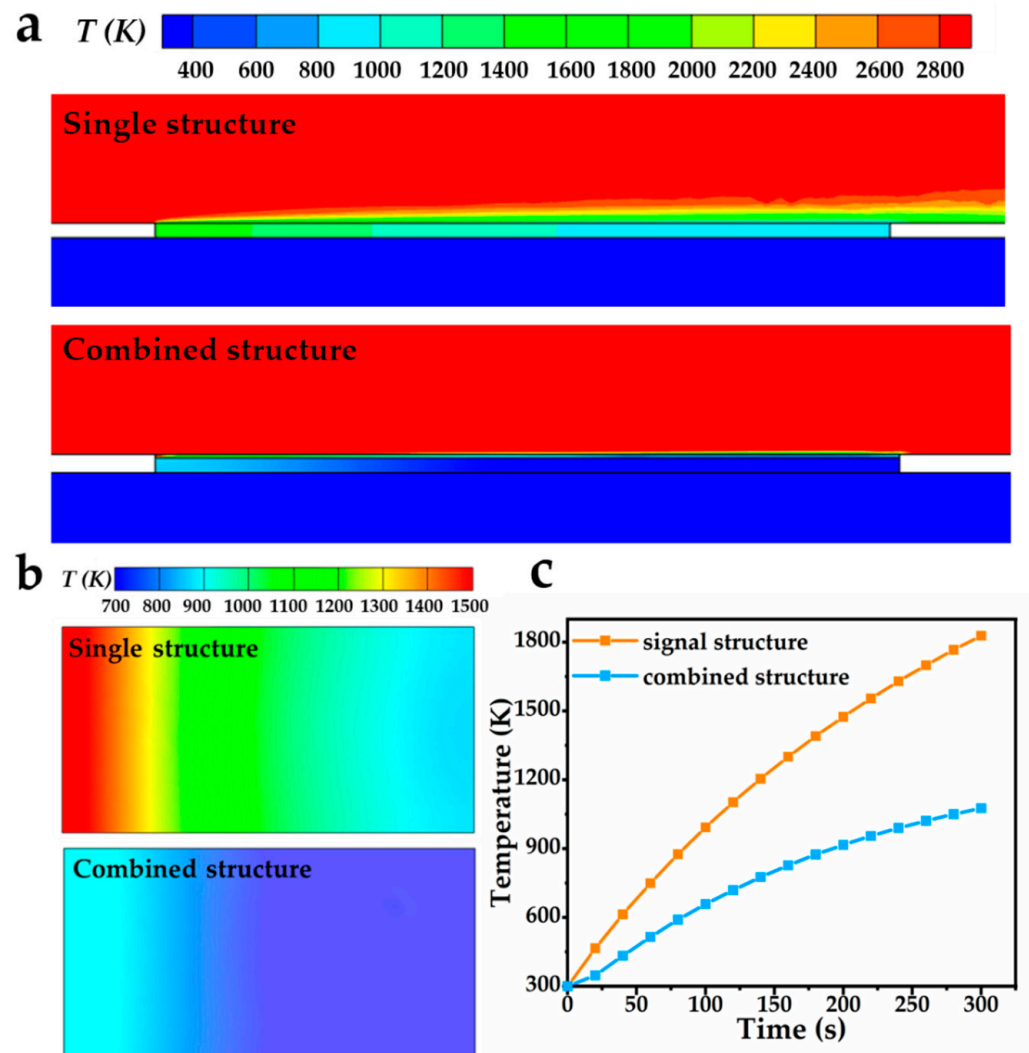 a T (K)
400 600 800 1000 1200 1400 1600 1800 2000 2200 2400 2600 2800
Single structure
Combined structure
b T (K)
700 800 900 1000 1100 1200 1300 1400 1500
Single structure
Combined structure
c
signal structure
combined structure
Temperature (K)
1800
1500
1200
900
600
300
0 50 100 150 200 250 300
Time (s)